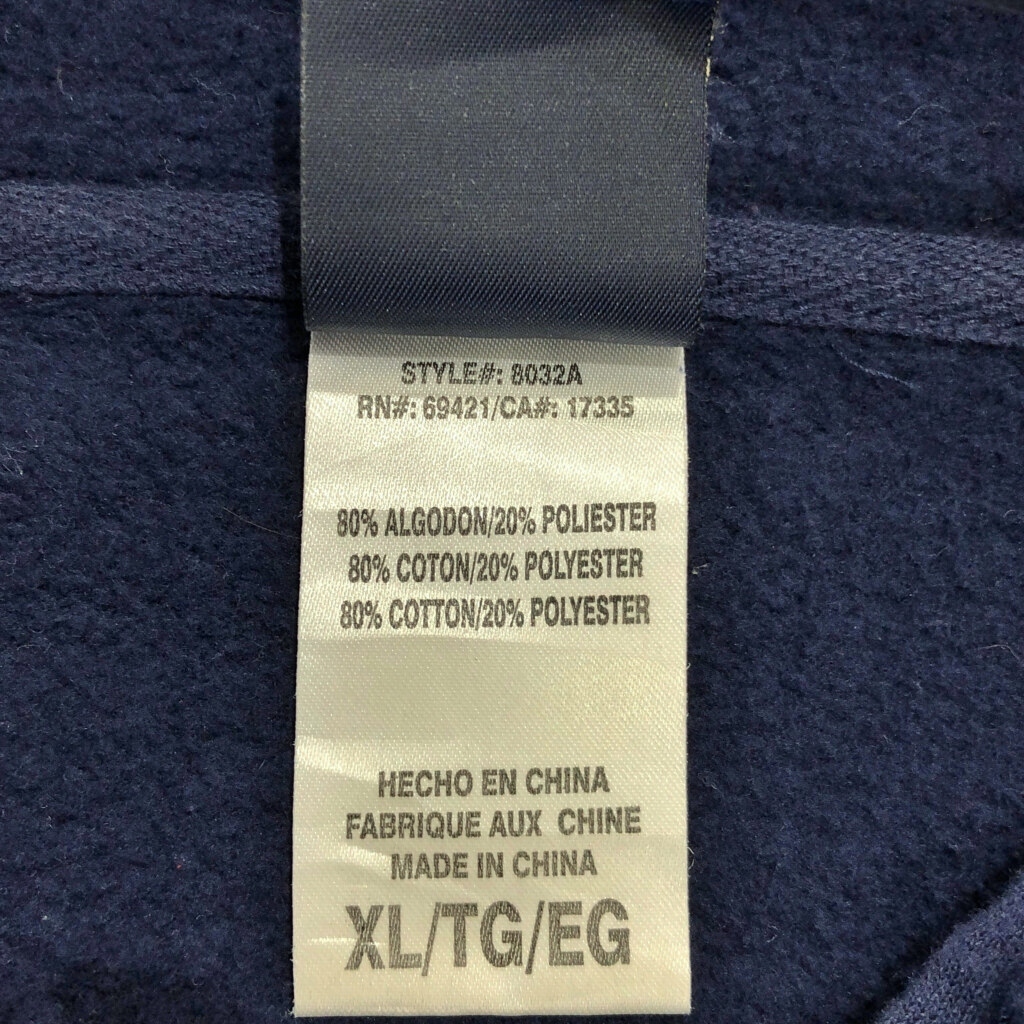 STYLE#: 8032A
RN#: 69421/CA#: 17335
80% ALGODON/20% POLIESTER
80% COTON/20% POLYESTER
80% COTTON/20% POLYESTER
HECHO EN CHINA
FABRIQUE AUX CHINE
MADE IN CHINA
XL/TG/EG